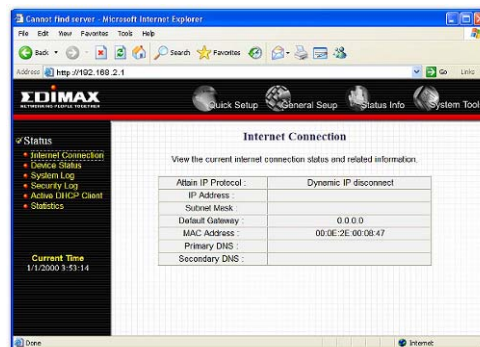 Cannot find server - Microsoft Internet Explorer
File Edit View Favorites Tools Help
Back Search Favorites
Address http://192.168.2.1 Go Links
EDIMAX
NETWORKING PEOPLE TOGETHER
Quick Setup General Seup Status Info System Tool
Status
Internet Connection
Device Status
System Log
Security Log
Active DHCP Client
Statistics
Current Time
1/1/2000 3:53:14
Internet Connection
View the current internet connection status and related information.
Attain IP Protocol : Dynamic IP disconnect
IP Address :
Subnet Mesk :
Default Gateway : 0.0.0.0
MAC Address : 00:0E:2E:00:08:47
Primary DNS :
Secondary DNS :
Done Internet